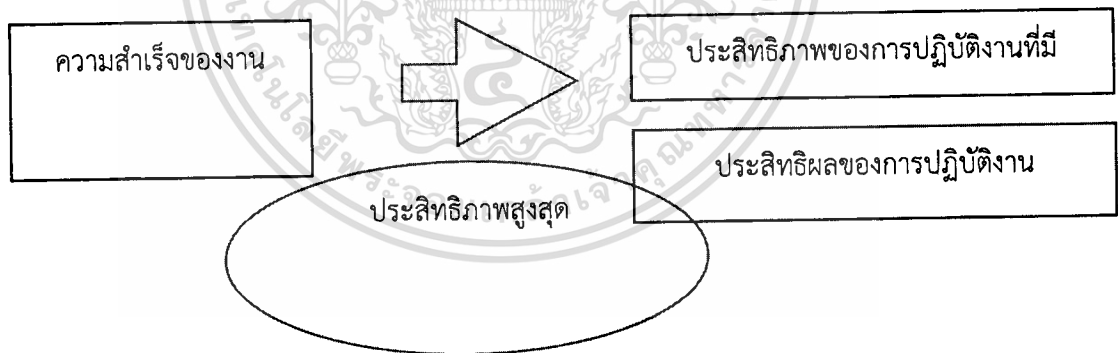 ความสำเร็จของงาน
ประสิทธิภาพของการปฏิบัติงานที่มี
ประสิทธิผลของการปฏิบัติงาน
ประสิทธิภาพสูงสุด